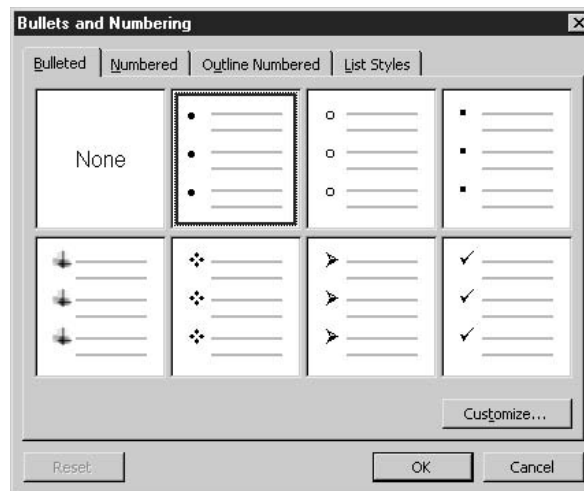 Bullets and Numbering
Bulleted Numbered Outline Numbered List Styles
None
Customize...
Reset OK Cancel